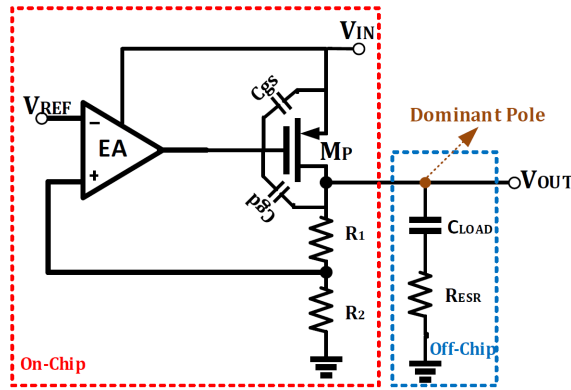 VIN
Cgs
VREF
−
EA
+
MP
Cgd
Dominant Pole
VOUT
R1
CLOAD
R2
RESR
On-Chip
Off-Chip